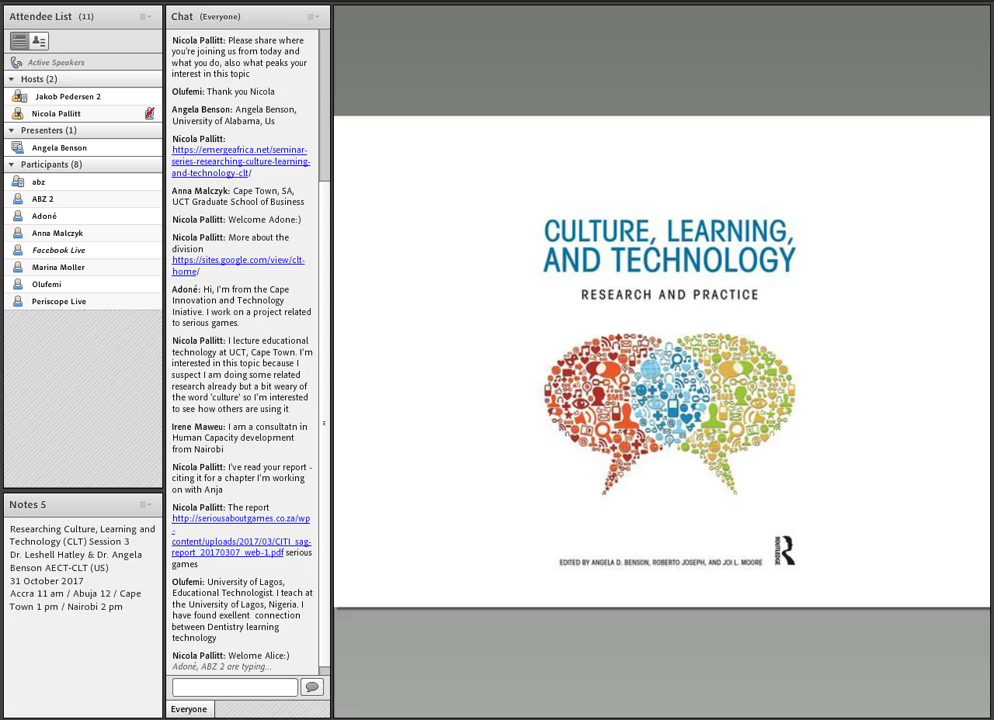 Attendee List (11)
Active Speakers
Hosts (2)
Jakob Pedersen 2
Nicola Pallitt
Presenters (1)
Angela Benson
Participants (8)
abz
ABZ 2
Adoné
Anna Malczyk
Facebook Live
Marina Moller
Olufemi
Periscope Live
Notes 5
Researching Culture, Learning and
Technology (CLT) Session 3
Dr. Leshell Hatley & Dr. Angela
Benson AECT-CLT (US)
31 October 2017
Accra 11 am / Abuja 12 / Cape
Town 1 pm / Nairobi 2 pm
Chat (Everyone)
Nicola Pallitt: Please share where
you're joining us from today and
what you do, also what peaks your
interest in this topic
Olufemi: Thank you Nicola
Angela Benson: Angela Benson,
University of Alabama, Us
Nicola Pallitt:
https://emergeafrica.net/seminar-
series-researching-culture-learning-
and-technology-clt/
Anna Malczyk: Cape Town, SA,
UCT Graduate School of Business
Nicola Pallitt: Welcome Adone:)
Nicola Pallitt: More about the
division
https://sites.google.com/view/clt-
home/
Adoné: Hi, I'm from the Cape
Innovation and Technology
Iniative. I work on a project related
to serious games.
Nicola Pallitt: I lecture educational
technology at UCT, Cape Town. I'm
interested in this topic because I
suspect I am doing some related
research already but a bit weary of
the word 'culture' so I'm interested
to see how others are using it
Irene Maweu: I am a consultatn in
Human Capacity development
from Nairobi
Nicola Pallitt: I've read your report -
citing it for a chapter I'm working
on with Anja
Nicola Pallitt: The report
http://seriousaboutgames.co.za/wp
-
content/uploads/2017/03/CITI_sag-
report_20170307_web-1.pdf serious
games
Olufemi: University of Lagos,
Educational Technologist. I teach at
the University of Lagos, Nigeria. I
have found exellent connection
between Dentistry learning
technology
Nicola Pallitt: Welome Alice:)
Adoné, ABZ 2 are typing...
Everyone
CULTURE, LEARNING,
AND TECHNOLOGY
RESEARCH AND PRACTICE
SMS
SMS
EDITED BY ANGELA D. BENSON, ROBERTO JOSEPH, AND JOI L. MOORE
ROUTLEDGE